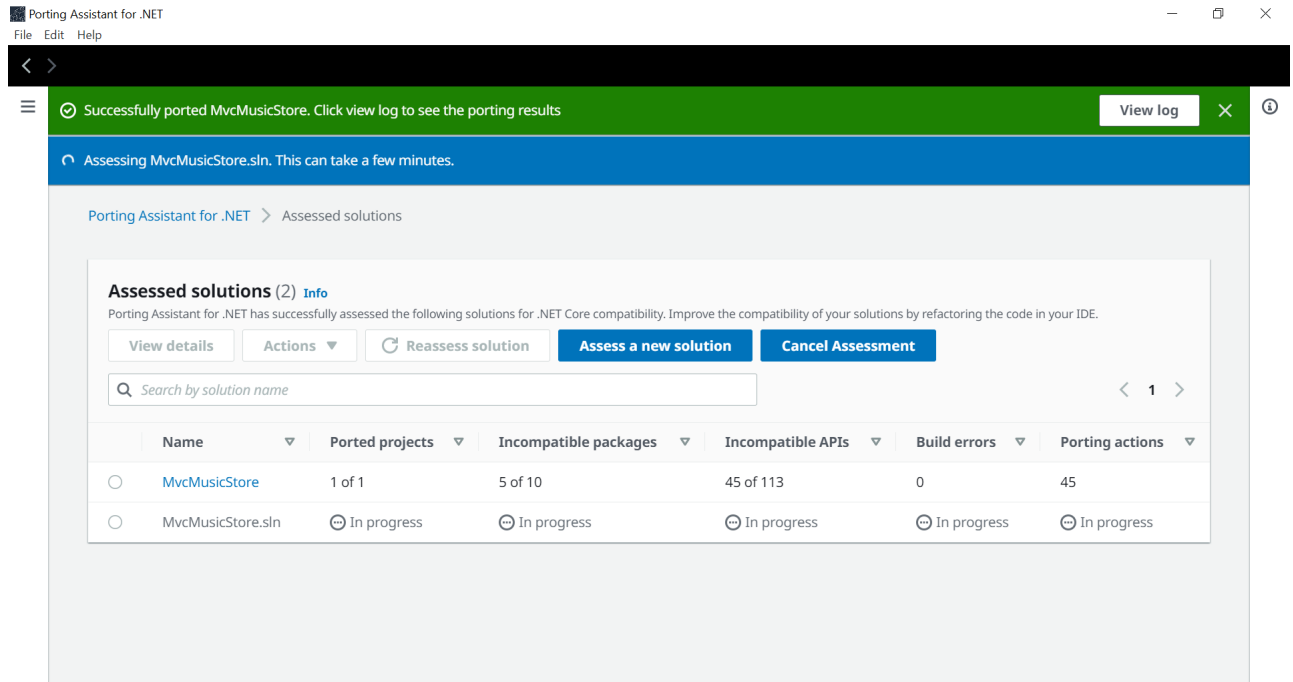 Porting Assistant for .NET
File Edit Help
Successfully ported MvcMusicStore. Click view log to see the porting results View log
Assessing MvcMusicStore.sln. This can take a few minutes.
Porting Assistant for .NET > Assessed solutions
Assessed solutions (2) Info
Porting Assistant for .NET has successfully assessed the following solutions for .NET Core compatibility. Improve the compatibility of your solutions by refactoring the code in your IDE.
View details Actions Reassess solution Assess a new solution Cancel Assessment
Search by solution name 1
Name Ported projects Incompatible packages Incompatible APIs Build errors Porting actions
MvcMusicStore 1 of 1 5 of 10 45 of 113 0 45
MvcMusicStore.sln In progress In progress In progress In progress In progress